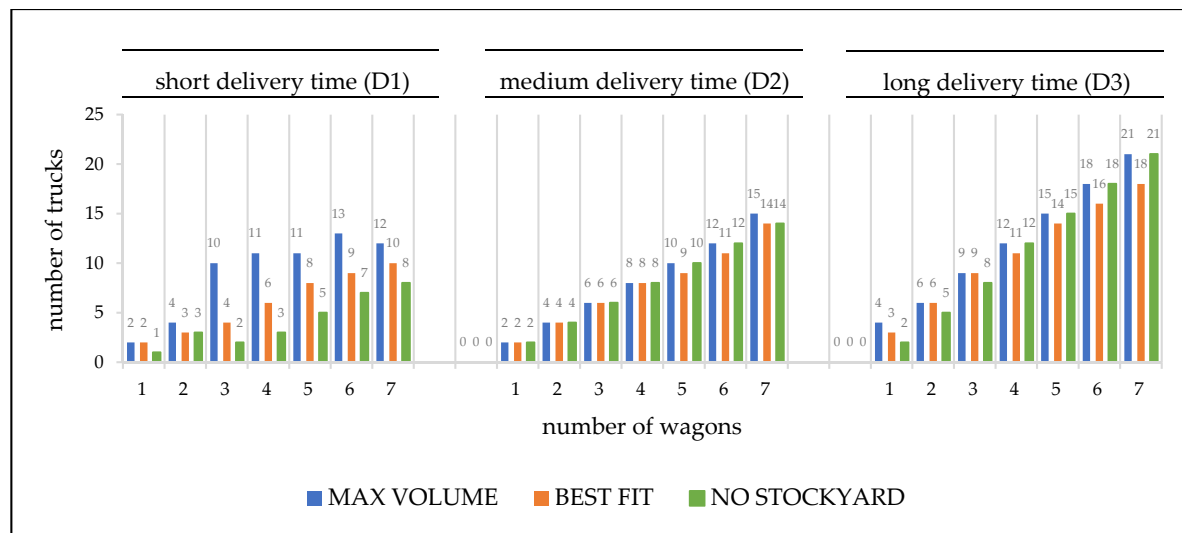 short delivery time (D1) medium delivery time (D2) long delivery time (D3)
number of trucks
25
20
15
10
5
0
2 2 1 4 3 3 10 4 2 11 6 3 11 8 5 13 9 7 12 10 8
0 0 0 2 2 2 4 4 4 6 6 6 8 8 8 10 9 10 12 11 12 15 14 14
0 0 0 4 3 2 6 6 5 9 9 8 12 11 12 15 14 15 18 16 18 21 18 21
1 2 3 4 5 6 7 1 2 3 4 5 6 7 1 2 3 4 5 6 7
number of wagons
MAX VOLUME BEST FIT NO STOCKYARD